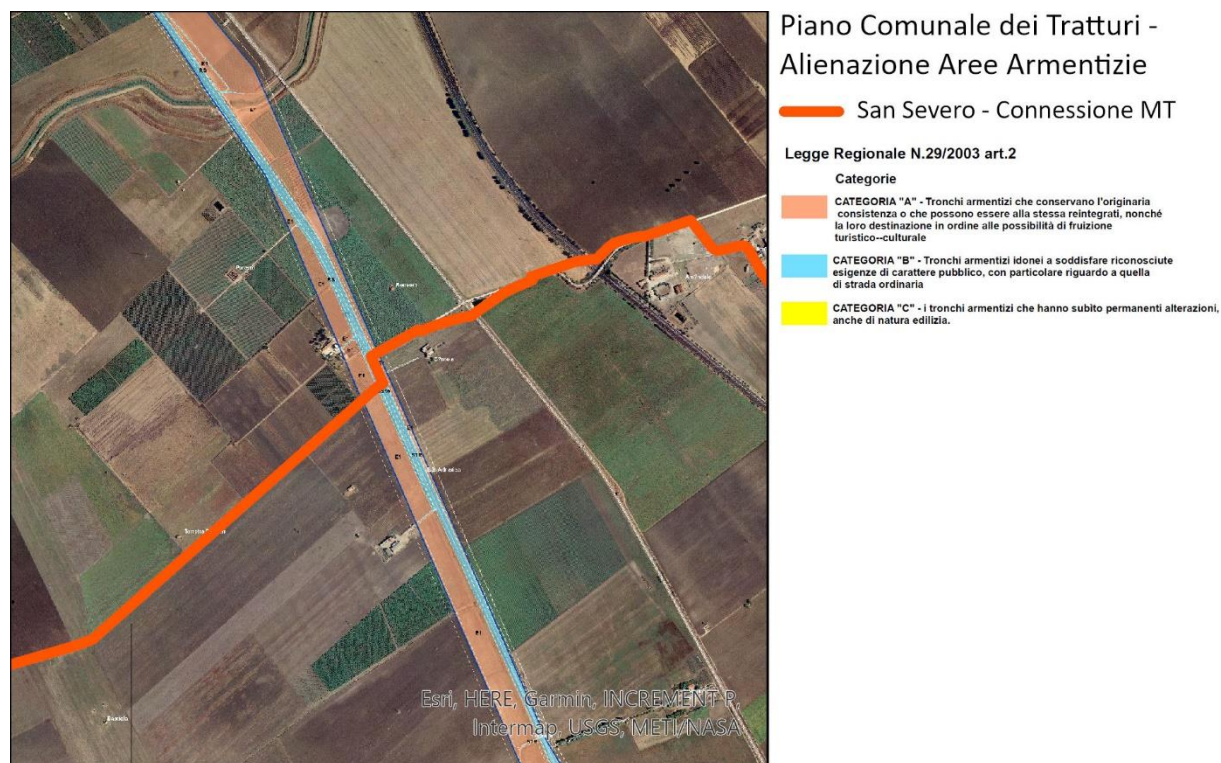 Piano Comunale dei Tratturi -
Alienazione Aree Armentizie
San Severo - Connessione MT
Legge Regionale N.29/2003 art.2
Categorie
CATEGORIA "A" - Tronchi armentizi che conservano l'originaria
consistenza o che possono essere alla stessa reintegrati, nonché
la loro destinazione in ordine alle possibilità di fruizione
turistico--culturale
CATEGORIA "B" - Tronchi armentizi idonei a soddisfare riconosciute
esigenze di carattere pubblico, con particolare riguardo a quella
di strada ordinaria
CATEGORIA "C" - i tronchi armentizi che hanno subito permanenti alterazioni,
anche di natura edilizia.
E1
E1
E1
E1
Esri, HERE, Garmin, INCREMENT P,
Intermap, USGS, METI/NASA